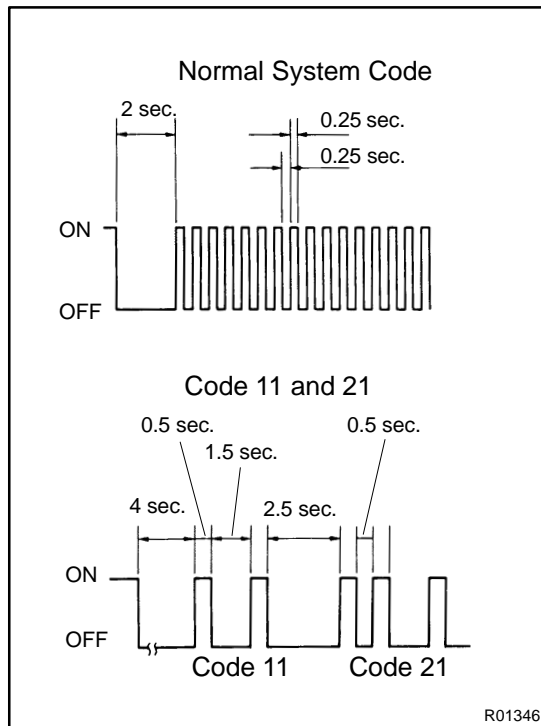 Normal System Code
2 sec.
0.25 sec.
0.25 sec.
ON
OFF
Code 11 and 21
0.5 sec.
0.5 sec.
1.5 sec.
4 sec.
2.5 sec.
ON
OFF
Code 11
Code 21
R01346